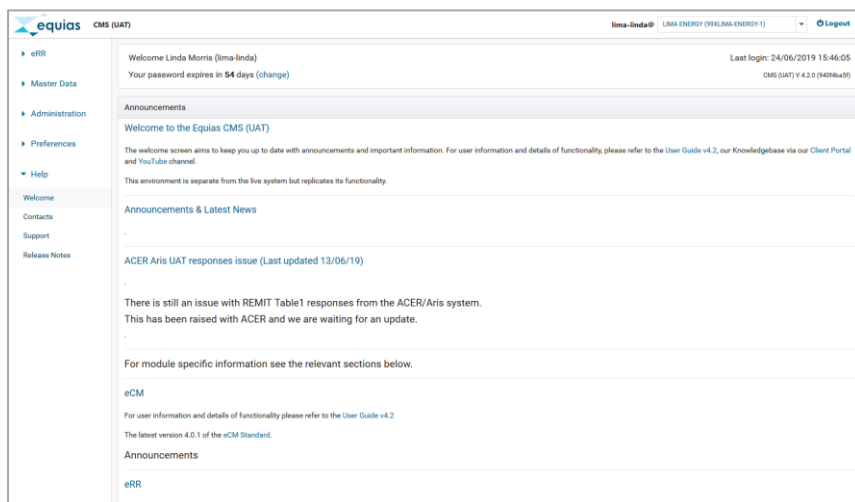 equias CMS (UAT)
lima-linda@ LIMA ENERGY (99XLIMA-ENERGY-1) Logout
eRR
Master Data
Administration
Preferences
Help
Welcome
Contacts
Support
Release Notes
Welcome Linda Morris (lima-linda)
Last login: 24/06/2019 15:46:05
Your password expires in 54 days (change)
CMS (UAT) V 4.2.0 (940f4ba5f)
Announcements
Welcome to the Equias CMS (UAT)
The welcome screen aims to keep you up to date with announcements and important information. For user information and details of functionality, please refer to the User Guide v4.2, our Knowledgebase via our Client Portal
and YouTube channel.
This environment is separate from the live system but replicates its functionality.
Announcements & Latest News
.
ACER Aris UAT responses issue (Last updated 13/06/19)
.
There is still an issue with REMIT Table1 responses from the ACER/Aris system.
This has been raised with ACER and we are waiting for an update.
.
For module specific information see the relevant sections below.
eCM
For user information and details of functionality please refer to the User Guide v4.2
The latest version 4.0.1 of the eCM Standard.
Announcements
eRR